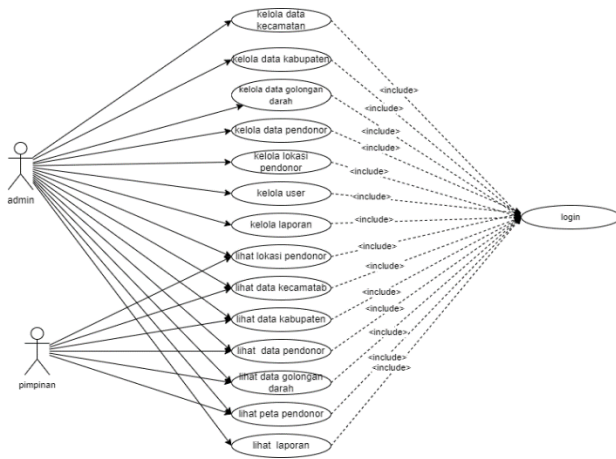 kelola data
kecamatan
kelola data kabupaten
kelola data golongan
darah
kelola data pendonor
kelola lokasi
pendonor
kelola user
kelola laporan
lihat lokasi pendonor
lihat data kecamatab
lihat data kabupaten
lihat data pendonor
lihat data golongan
darah
lihat peta pendonor
lihat laporan
admin
pimpinan
<include>
<include>
<include>
<include>
<include>
<include>
<include>
<include>
<include>
<include>
<include>
<include>
<include>
<include>
login